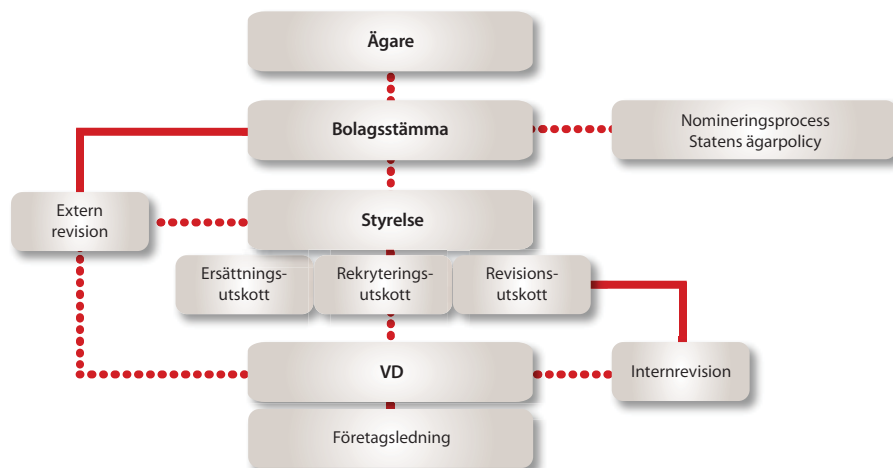 Ägare
Bolagsstämma
Nomineringsprocess
Statens ägarpolicy
Extern
revision
Styrelse
Ersättnings-
utskott
Rekryterings-
utskott
Revisions-
utskott
VD
Internrevision
Företagsledning